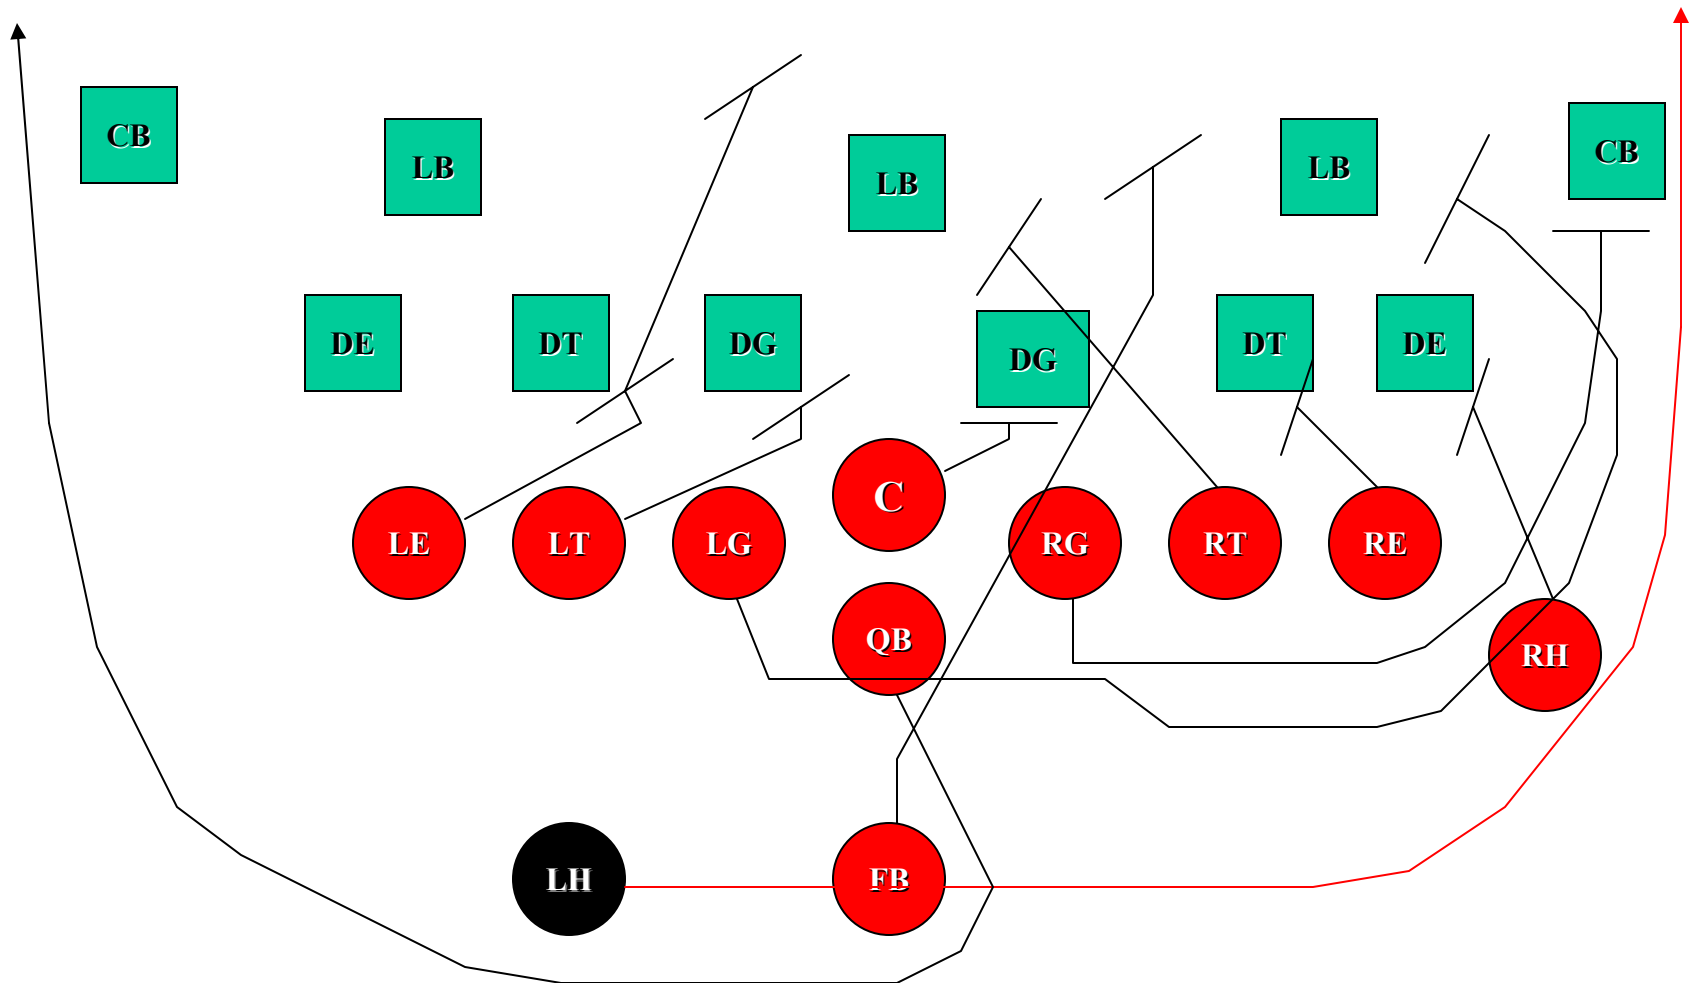 CB
LB
LB
LB
CB
DE
DT
DG
DG
DT
DE
C
LE
LT
LG
RG
RT
RE
QB
RH
LH
FB